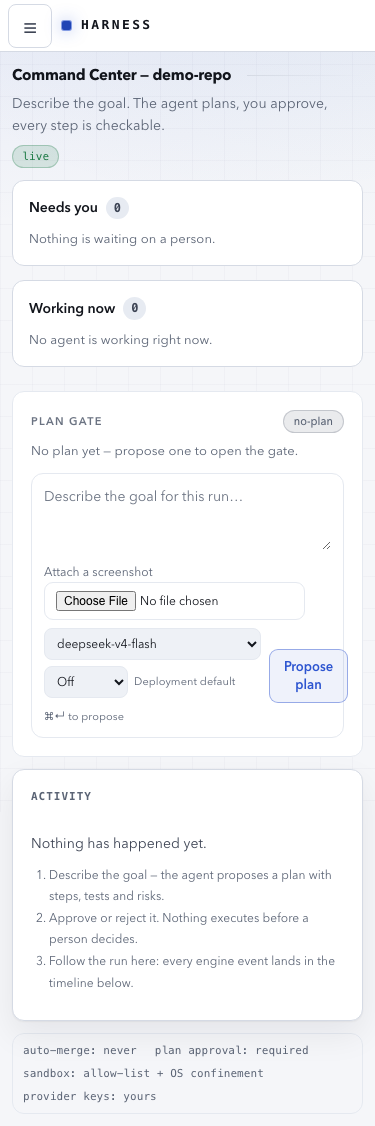 HARNESS
Command Center — demo-repo
Describe the goal. The agent plans, you approve,
every step is checkable.
live
Needs you 0
Nothing is waiting on a person.
Working now 0
No agent is working right now.
PLAN GATE no-plan
No plan yet — propose one to open the gate.
Describe the goal for this run…
Attach a screenshot
Choose File No file chosen
deepseek-v4-flash
Off Deployment default
Propose
plan
⌘↵ to propose
ACTIVITY
Nothing has happened yet.
1. Describe the goal — the agent proposes a plan with
steps, tests and risks.
2. Approve or reject it. Nothing executes before a
person decides.
3. Follow the run here: every engine event lands in the
timeline below.
auto-merge: never plan approval: required
sandbox: allow-list + OS confinement
provider keys: yours